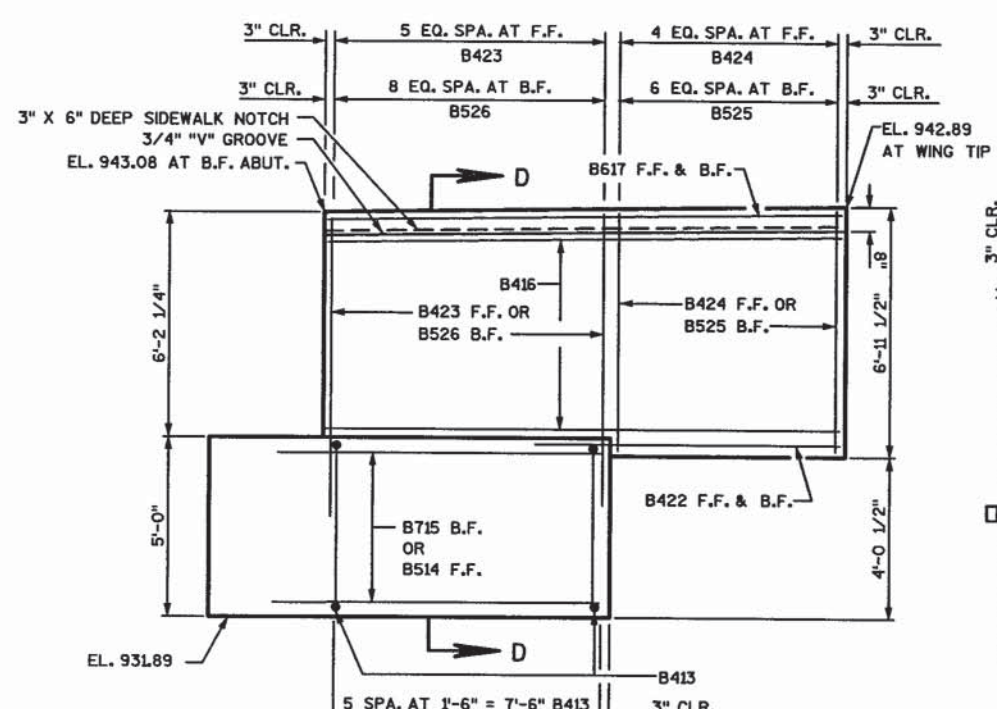 3" CLR.
5 EQ. SPA. AT F.F.
B423
4 EQ. SPA. AT F.F.
B424
3" CLR.
3" CLR.
8 EQ. SPA. AT B.F.
B526
6 EQ. SPA. AT B.F.
B525
3" CLR.
3" X 6" DEEP SIDEWALK NOTCH
3/4" "V" GROOVE
EL. 943.08 AT B.F. ABUT.
D
B617 F.F. & B.F.
EL. 942.89
AT WING TIP
3" CLR.
8"
B416
B423 F.F. OR
B526 B.F.
B424 F.F. OR
B525 B.F.
6'-2 1/4"
6'-11 1/2"
B422 F.F. & B.F.
5'-0"
B715 B.F.
OR
B514 F.F.
4'-0 1/2"
EL. 931.89
D
B413
5 SPA. AT 1'-6" = 7'-6" B413
3" CLR.